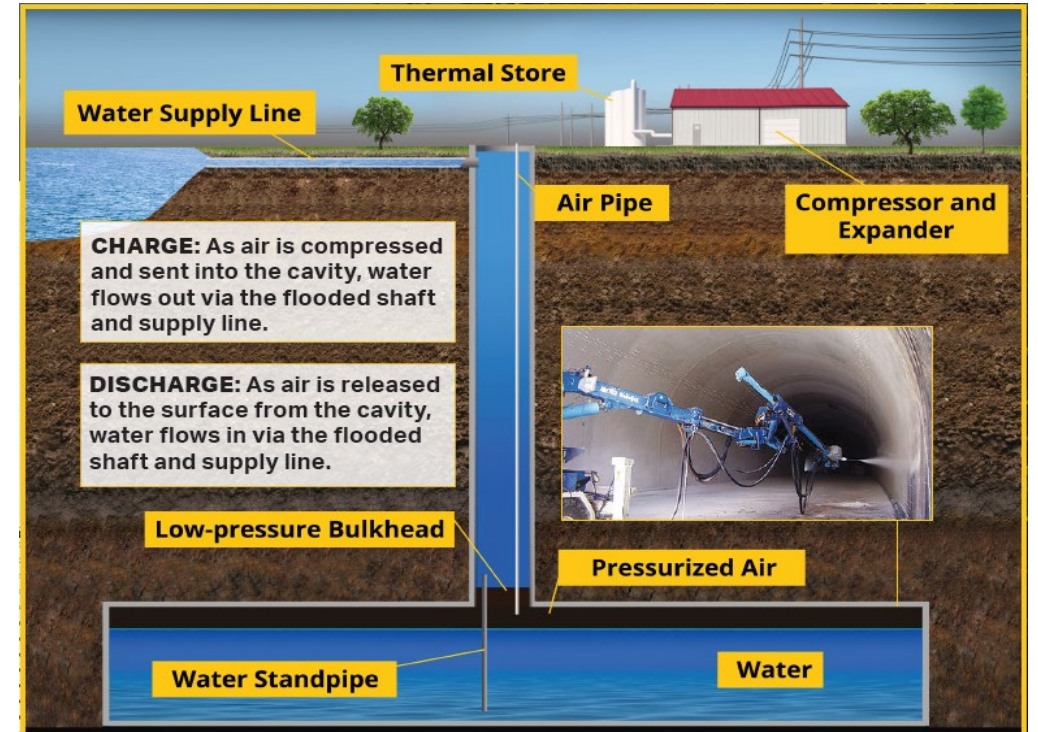 Thermal Store
Water Supply Line
Air Pipe
Compressor and
Expander
CHARGE: As air is compressed
and sent into the cavity, water
flows out via the flooded shaft
and supply line.
DISCHARGE: As air is released
to the surface from the cavity,
water flows in via the flooded
shaft and supply line.
Low-pressure Bulkhead
Pressurized Air
Water Standpipe
Water